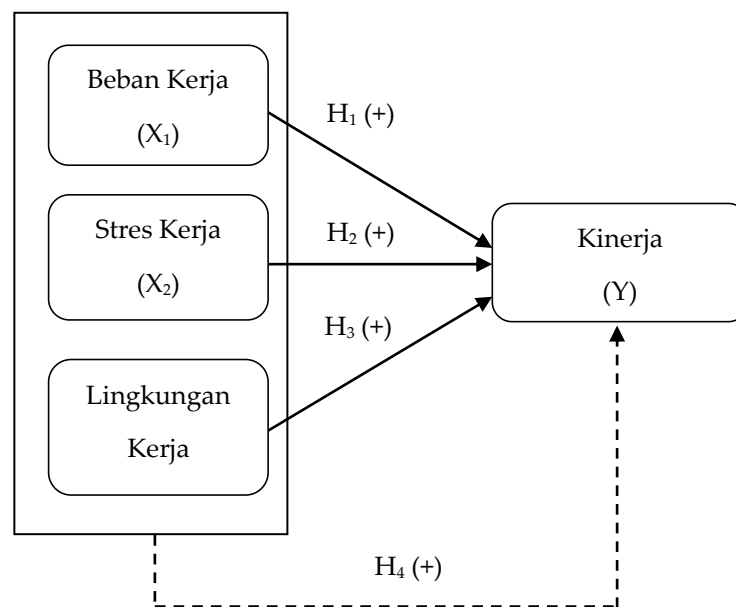 Beban Kerja
(X₁)
H₁ (+)
Stres Kerja
(X₂)
H₂ (+)
Kinerja
(Y)
H₃ (+)
Lingkungan
Kerja
H₄ (+)